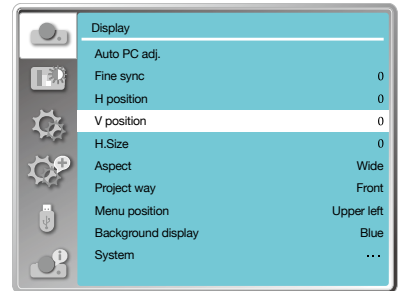 Display
Auto PC adj.
Fine sync 0
H position 0
V position 0
H.Size 0
Aspect Wide
Project way Front
Menu position Upper left
Background display Blue
System ...